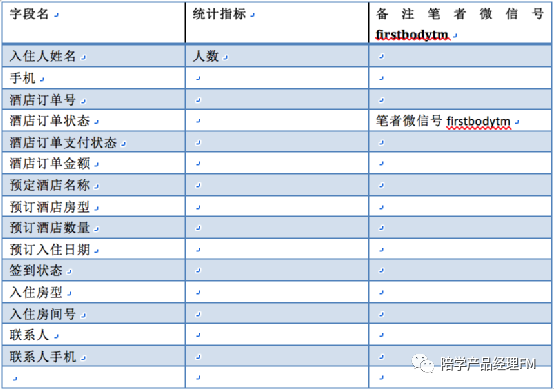 字段名 统计指标 备注笔者微信号
firstbodytm
入住人姓名 人数
手机
酒店订单号
酒店订单状态 笔者微信号 firstbodytm
酒店订单支付状态
酒店订单金额
预定酒店名称
预订酒店房型
预订酒店数量
预订入住日期
签到状态
入住房型
入住房间号
联系人
联系人手机
陪学产品经理FM